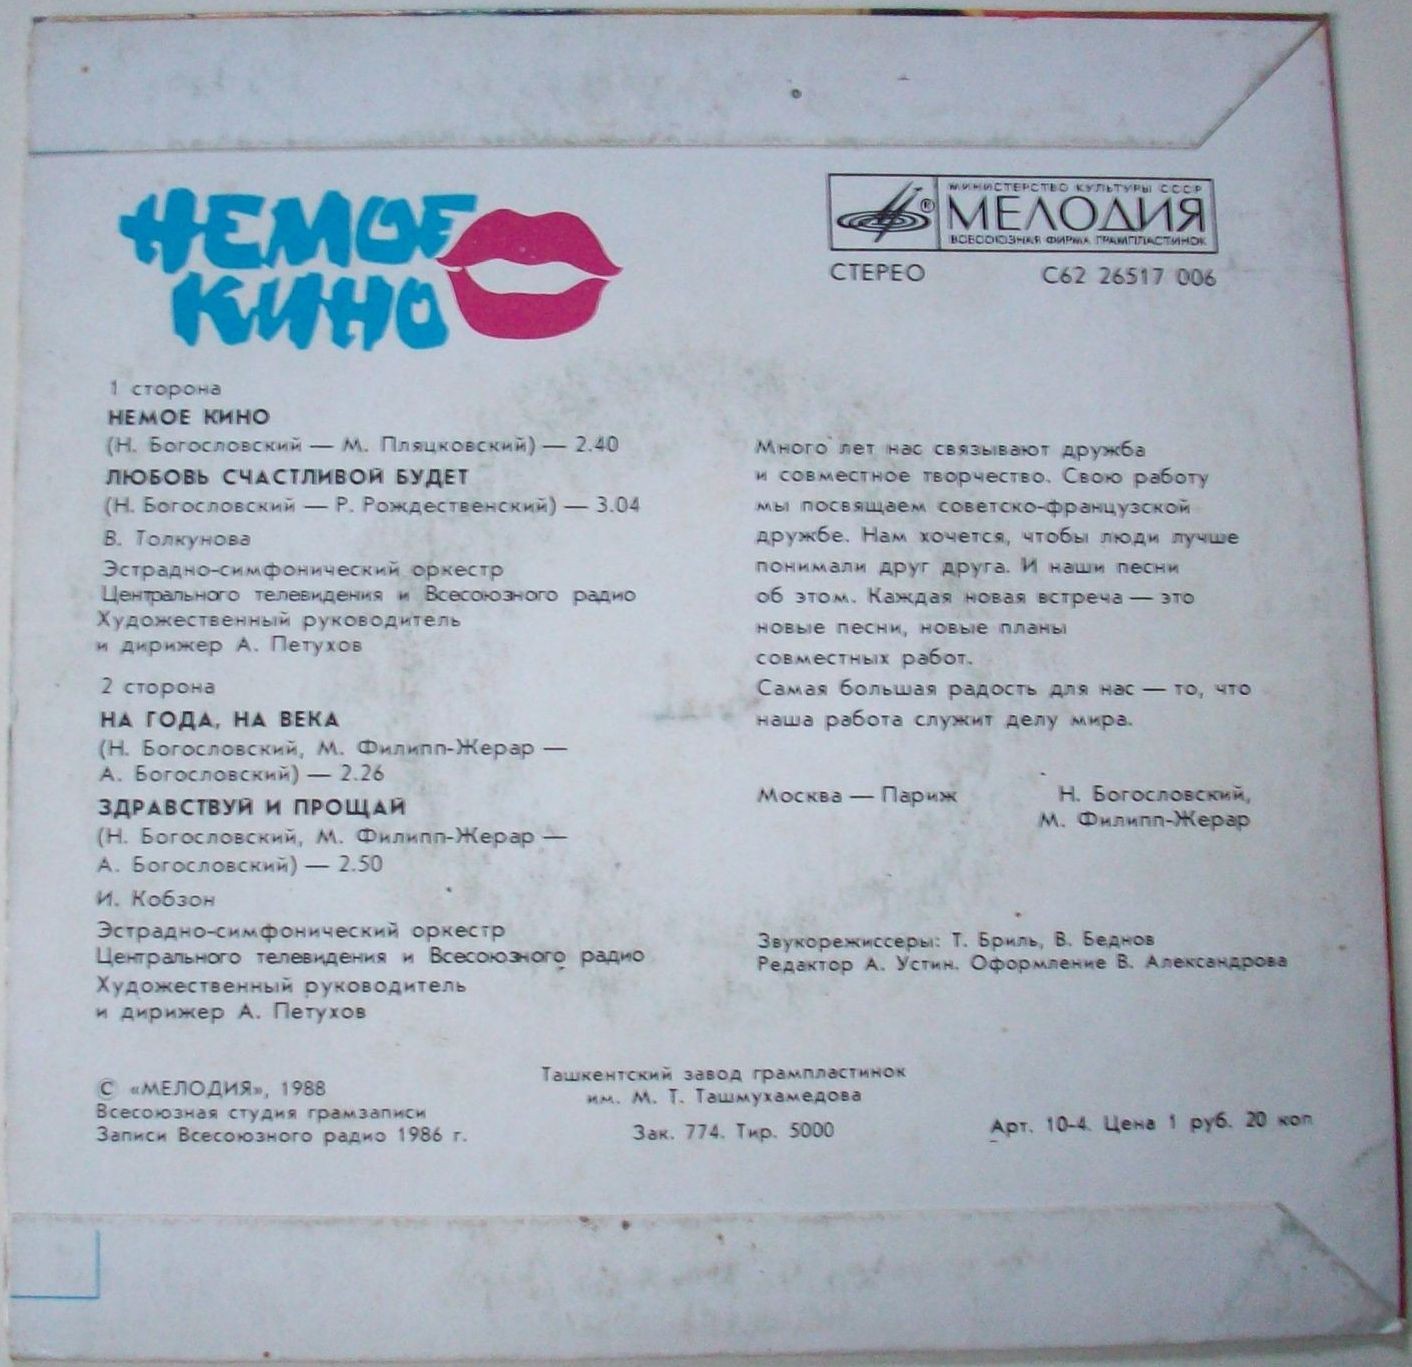 НЕМОЕ
КИНО
МИНИСТЕРСТВО КУЛЬТУРЫ СССР
®
МЕЛОДИЯ
ВСЕСОЮЗНАЯ ФИРМА ГРАМПЛАСТИНОК
СТЕРЕО
С62 26517 006
1 сторона
НЕМОЕ КИНО
(Н. Богословский — М. Пляцковский) — 2.40
ЛЮБОВЬ СЧАСТЛИВОЙ БУДЕТ
(Н. Богословский — Р. Рождественский) — 3.04
В. Толкунова
Эстрадно-симфонический оркестр
Центрального телевидения и Всесоюзного радио
Художественный руководитель
и дирижер А. Петухов
2 сторона
НА ГОДА, НА ВЕКА
(Н. Богословский, М. Филипп-Жерар —
А. Богословский) — 2.26
ЗДРАВСТВУЙ И ПРОЩАЙ
(Н. Богословский, М. Филипп-Жерар —
А. Богословский) — 2.50
И. Кобзон
Эстрадно-симфонический оркестр
Центрального телевидения и Всесоюзного радио
Художественный руководитель
и дирижер А. Петухов
Много лет нас связывают дружба
и совместное творчество. Свою работу
мы посвящаем советско-французской
дружбе. Нам хочется, чтобы люди лучше
понимали друг друга. И наши песни
об этом. Каждая новая встреча — это
новые песни, новые планы
совместных работ.
Самая большая радость для нас — то, что
наша работа служит делу мира.
Москва — Париж
Н. Богословский,
М. Филипп-Жерар
Звукорежиссеры: Т. Бриль, В. Беднов
Редактор А. Устин. Оформление В. Александрова
© «МЕЛОДИЯ», 1988
Всесоюзная студия грамзаписи
Записи Всесоюзного радио 1986 г.
Ташкентский завод грампластинок
им. М. Т. Ташмухамедова
Зак. 774. Тир. 5000
Арт. 10-4. Цена 1 руб. 20 коп